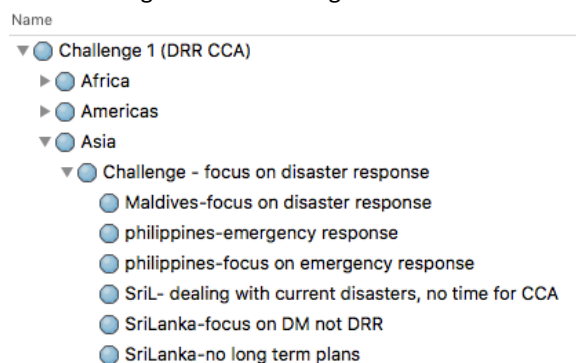 Name
Challenge 1 (DRR CCA)
Africa
Americas
Asia
Challenge - focus on disaster response
Maldives-focus on disaster response
philippines-emergency response
philippines-focus on emergency response
SriL- dealing with current disasters, no time for CCA
SriLanka-focus on DM not DRR
SriLanka-no long term plans